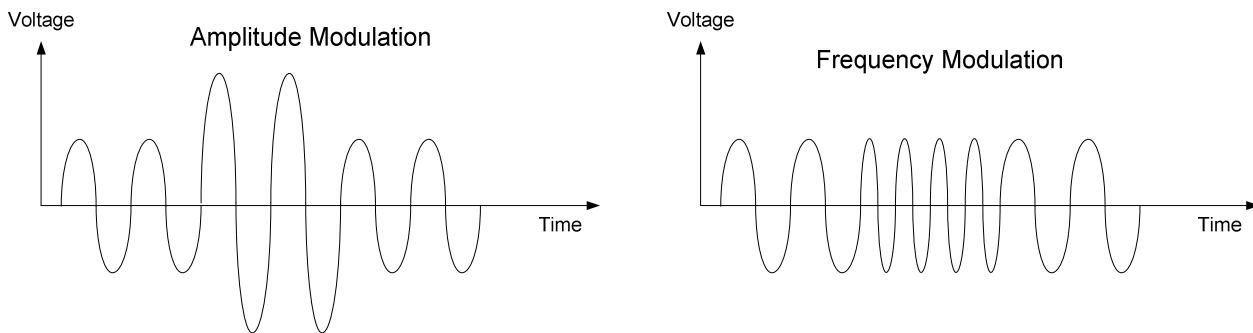 Voltage
Amplitude Modulation
Time
Voltage
Frequency Modulation
Time